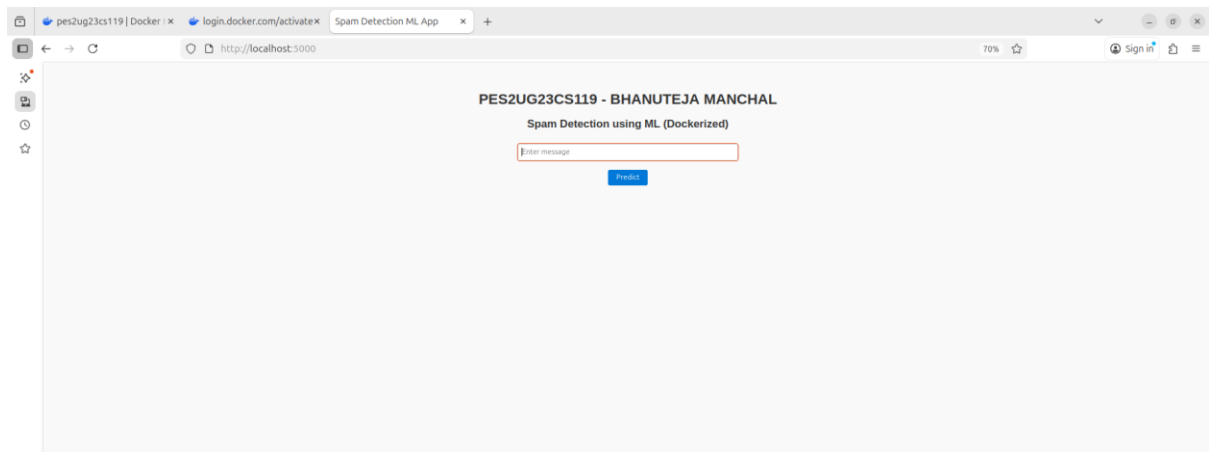 pes2ug23cs119 | Docker
login.docker.com/activate
Spam Detection ML App
http://localhost:5000
70%
Sign in
PES2UG23CS119 - BHANUTEJA MANCHAL
Spam Detection using ML (Dockerized)
Enter message
Predict